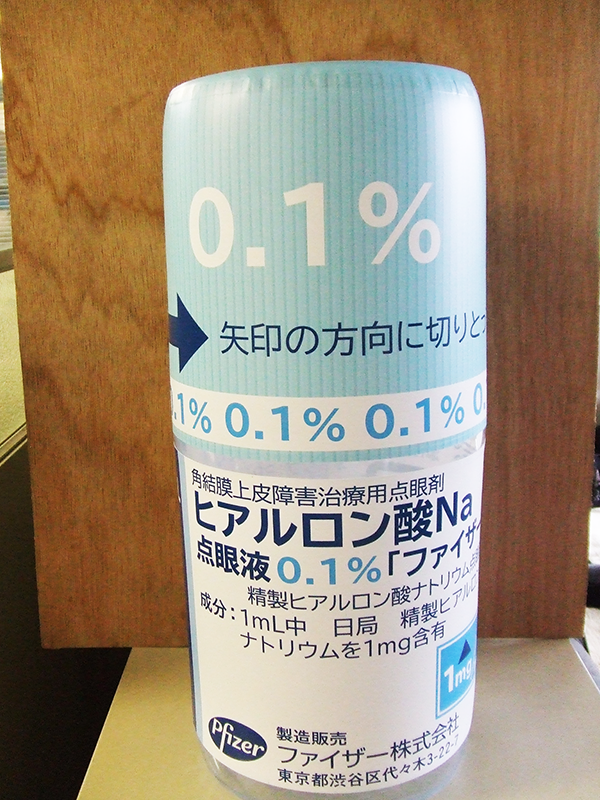 0.1%
矢印の方向に切りと
.1% 0.1% 0.1% 0.
角結膜上皮障害治療用点眼剤
ヒアルロン酸Na
点眼液0.1%「ファイザー
精製ヒアルロン酸ナトリウム点
成分:1mL中 日局 精製ヒアルロ
ナトリウムを1mg含有
1mg
Pfizer
製造販売
ファイザー株式会社
東京都渋谷区代々木3-22-7